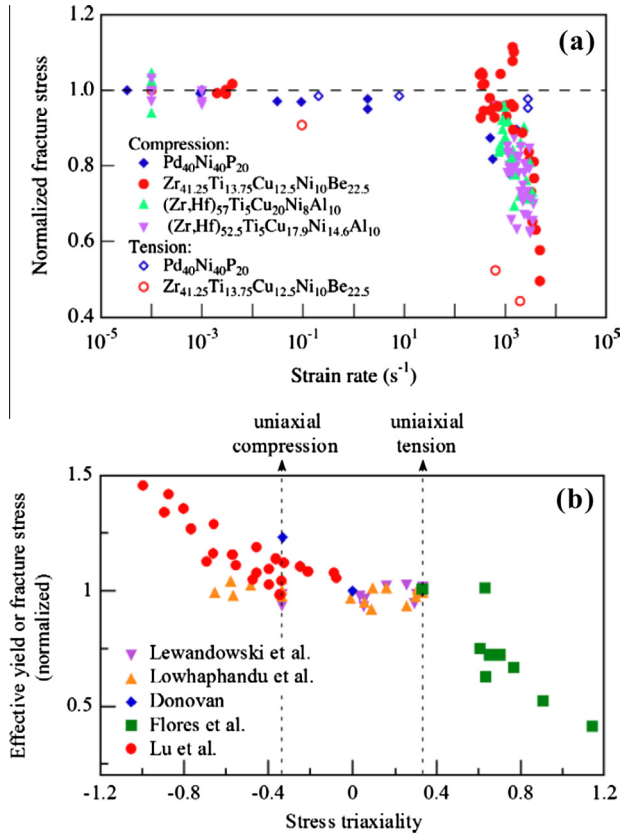 1.2
(a)
1.0
0.8
0.6
0.4
Normalized fracture stress
Compression:
Pd40Ni40P20
Zr41.25Ti13.75Cu12.5Ni10Be22.5
(Zr,Hf)57Ti5Cu20Ni8Al10
(Zr,Hf)52.5Ti5Cu17.9Ni14.6Al10
Tension:
Pd40Ni40P20
Zr41.25Ti13.75Cu12.5Ni10Be22.5
10-5 10-3 10-1 101 103 105
Strain rate (s-1)
uniaxial compression
uniaixial tension
(b)
1.5
1.25
1
0.5
Effective yield or fracture stress
(normalized)
Lewandowski et al.
Lowhaphandu et al.
Donovan
Flores et al.
Lu et al.
-1.2 -0.8 -0.4 0 0.4 0.8 1.2
Stress triaxiality